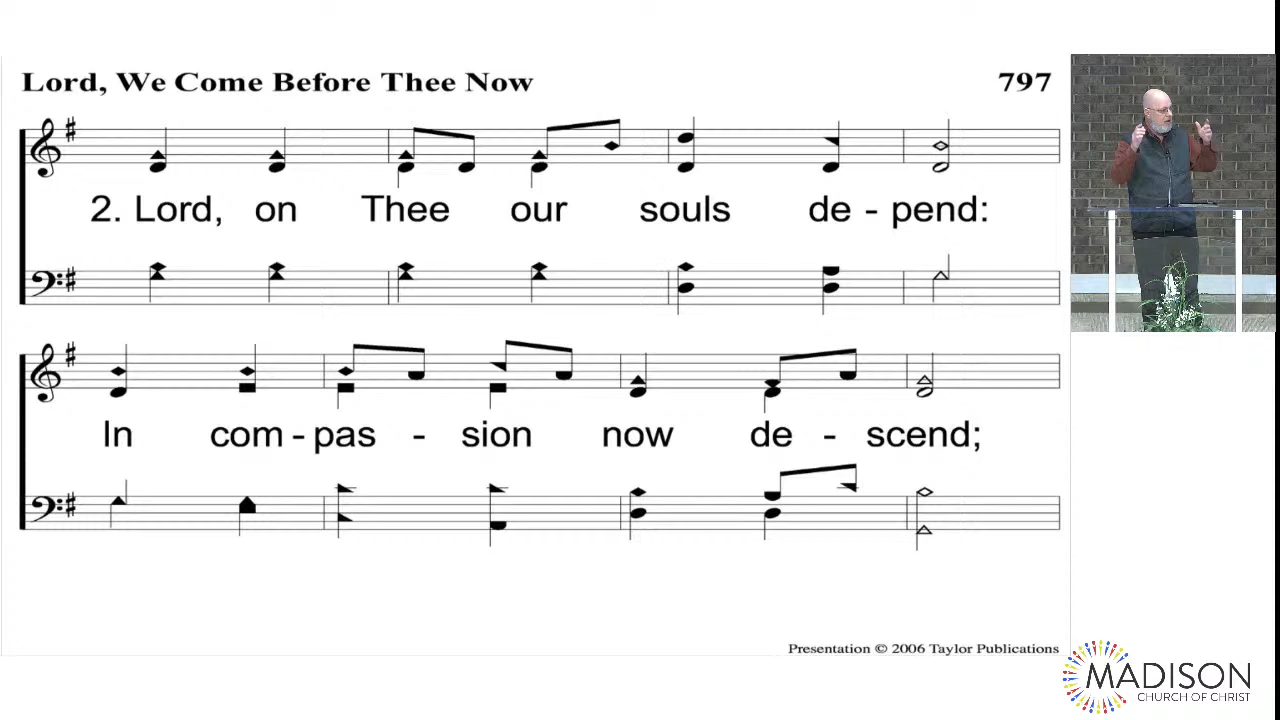 Lord, We Come Before Thee Now 797
2. Lord, on Thee our souls de - pend:
In com - pas - sion now de - scend;
Presentation © 2006 Taylor Publications
MADISON
CHURCH OF CHRIST